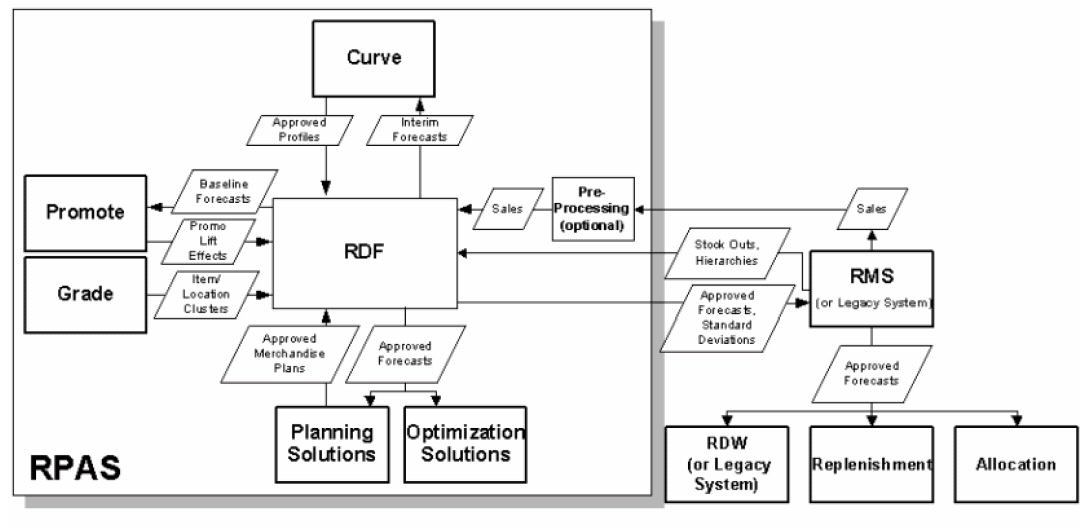 Curve
Approved
Profiles
Interim
Forecasts
Promote
Baseline
Forecasts
Promo
Lift
Effects
Grade
Item/
Location
Clusters
RDF
Sales
Pre-
Processing
(optional)
Sales
Stock Outs,
Hierarchies
RMS
(or Legacy System)
Approved
Forecasts,
Standard
Deviations
Approved
Merchandise
Plans
Approved
Forecasts
Approved
Forecasts
Planning
Solutions
Optimization
Solutions
RPAS
RDW
(or Legacy
System)
Replenishment
Allocation